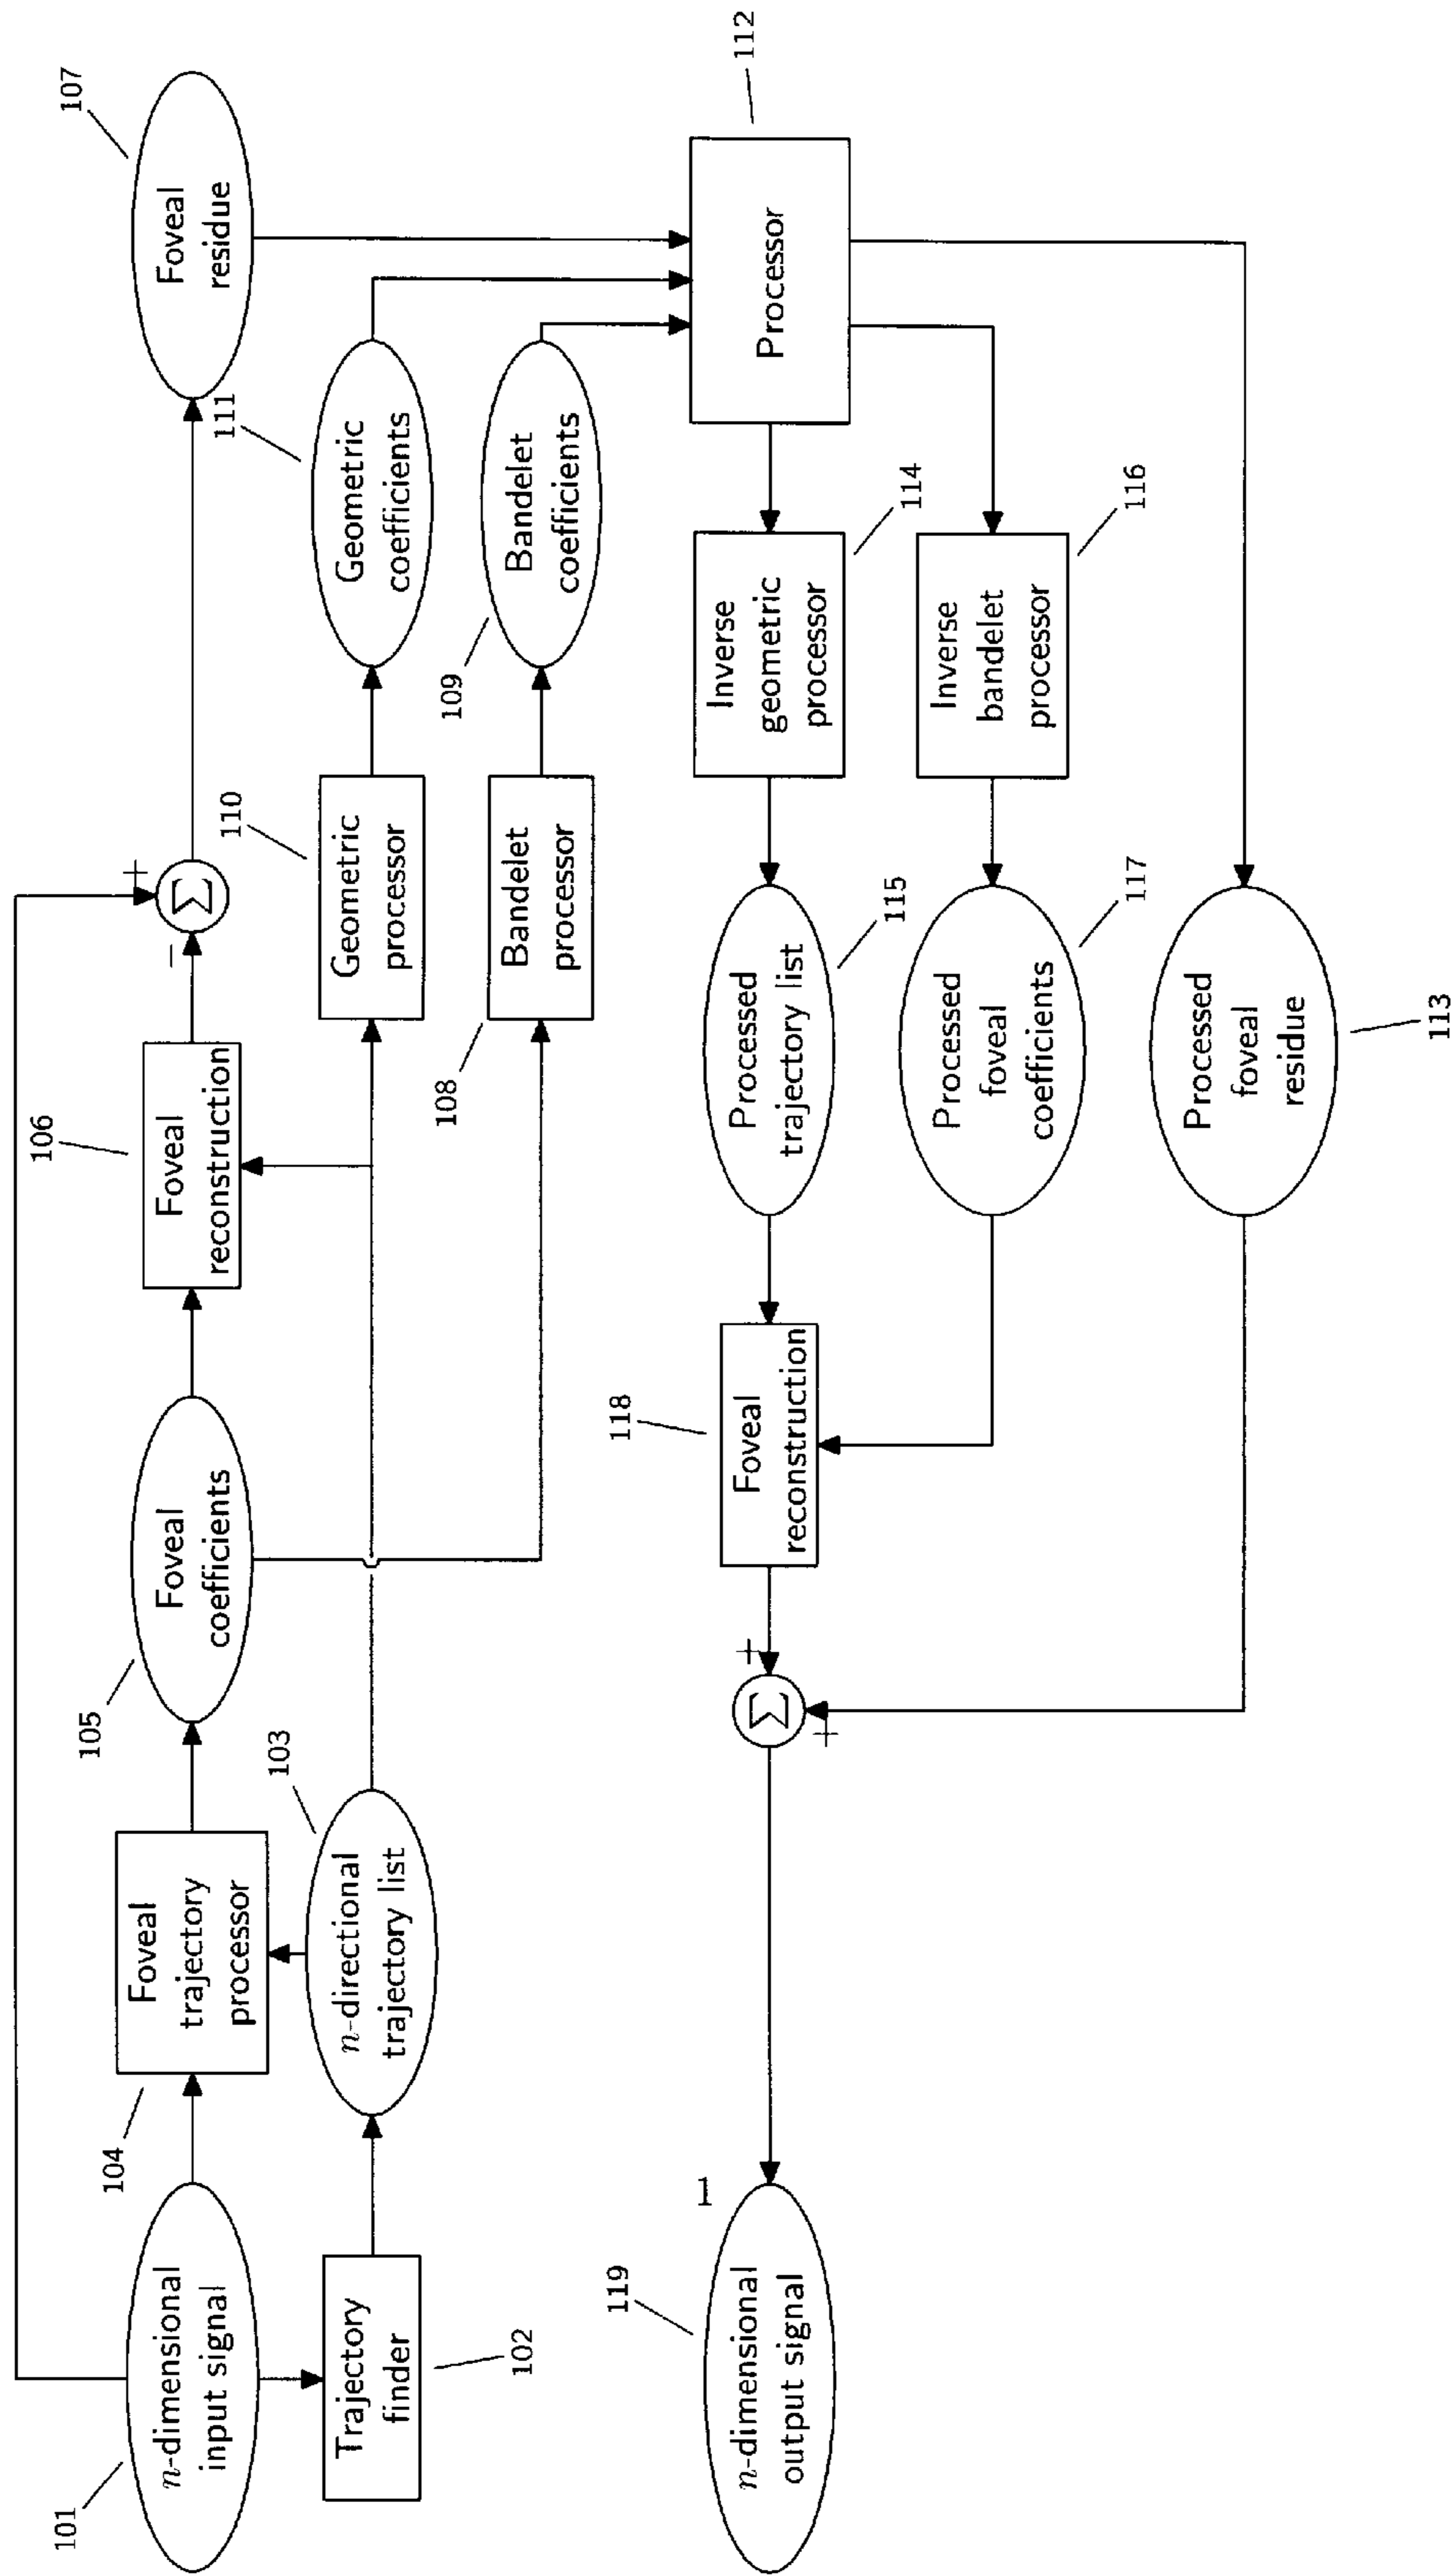 101
n-dimensional
input signal
104
Foveal
trajectory
processor
105
Foveal
coefficients
106
Foveal
reconstruction
−
+
Σ
107
Foveal
residue
102
Trajectory
finder
103
n-directional
trajectory list
110
Geometric
processor
111
Geometric
coefficients
108
Bandelet
processor
109
Bandelet
coefficients
112
Processor
119
n-dimensional
output signal
1
Σ
+
+
118
Foveal
reconstruction
115
Processed
trajectory list
114
Inverse
geometric
processor
117
Processed
foveal
coefficients
116
Inverse
bandelet
processor
113
Processed
foveal
residue